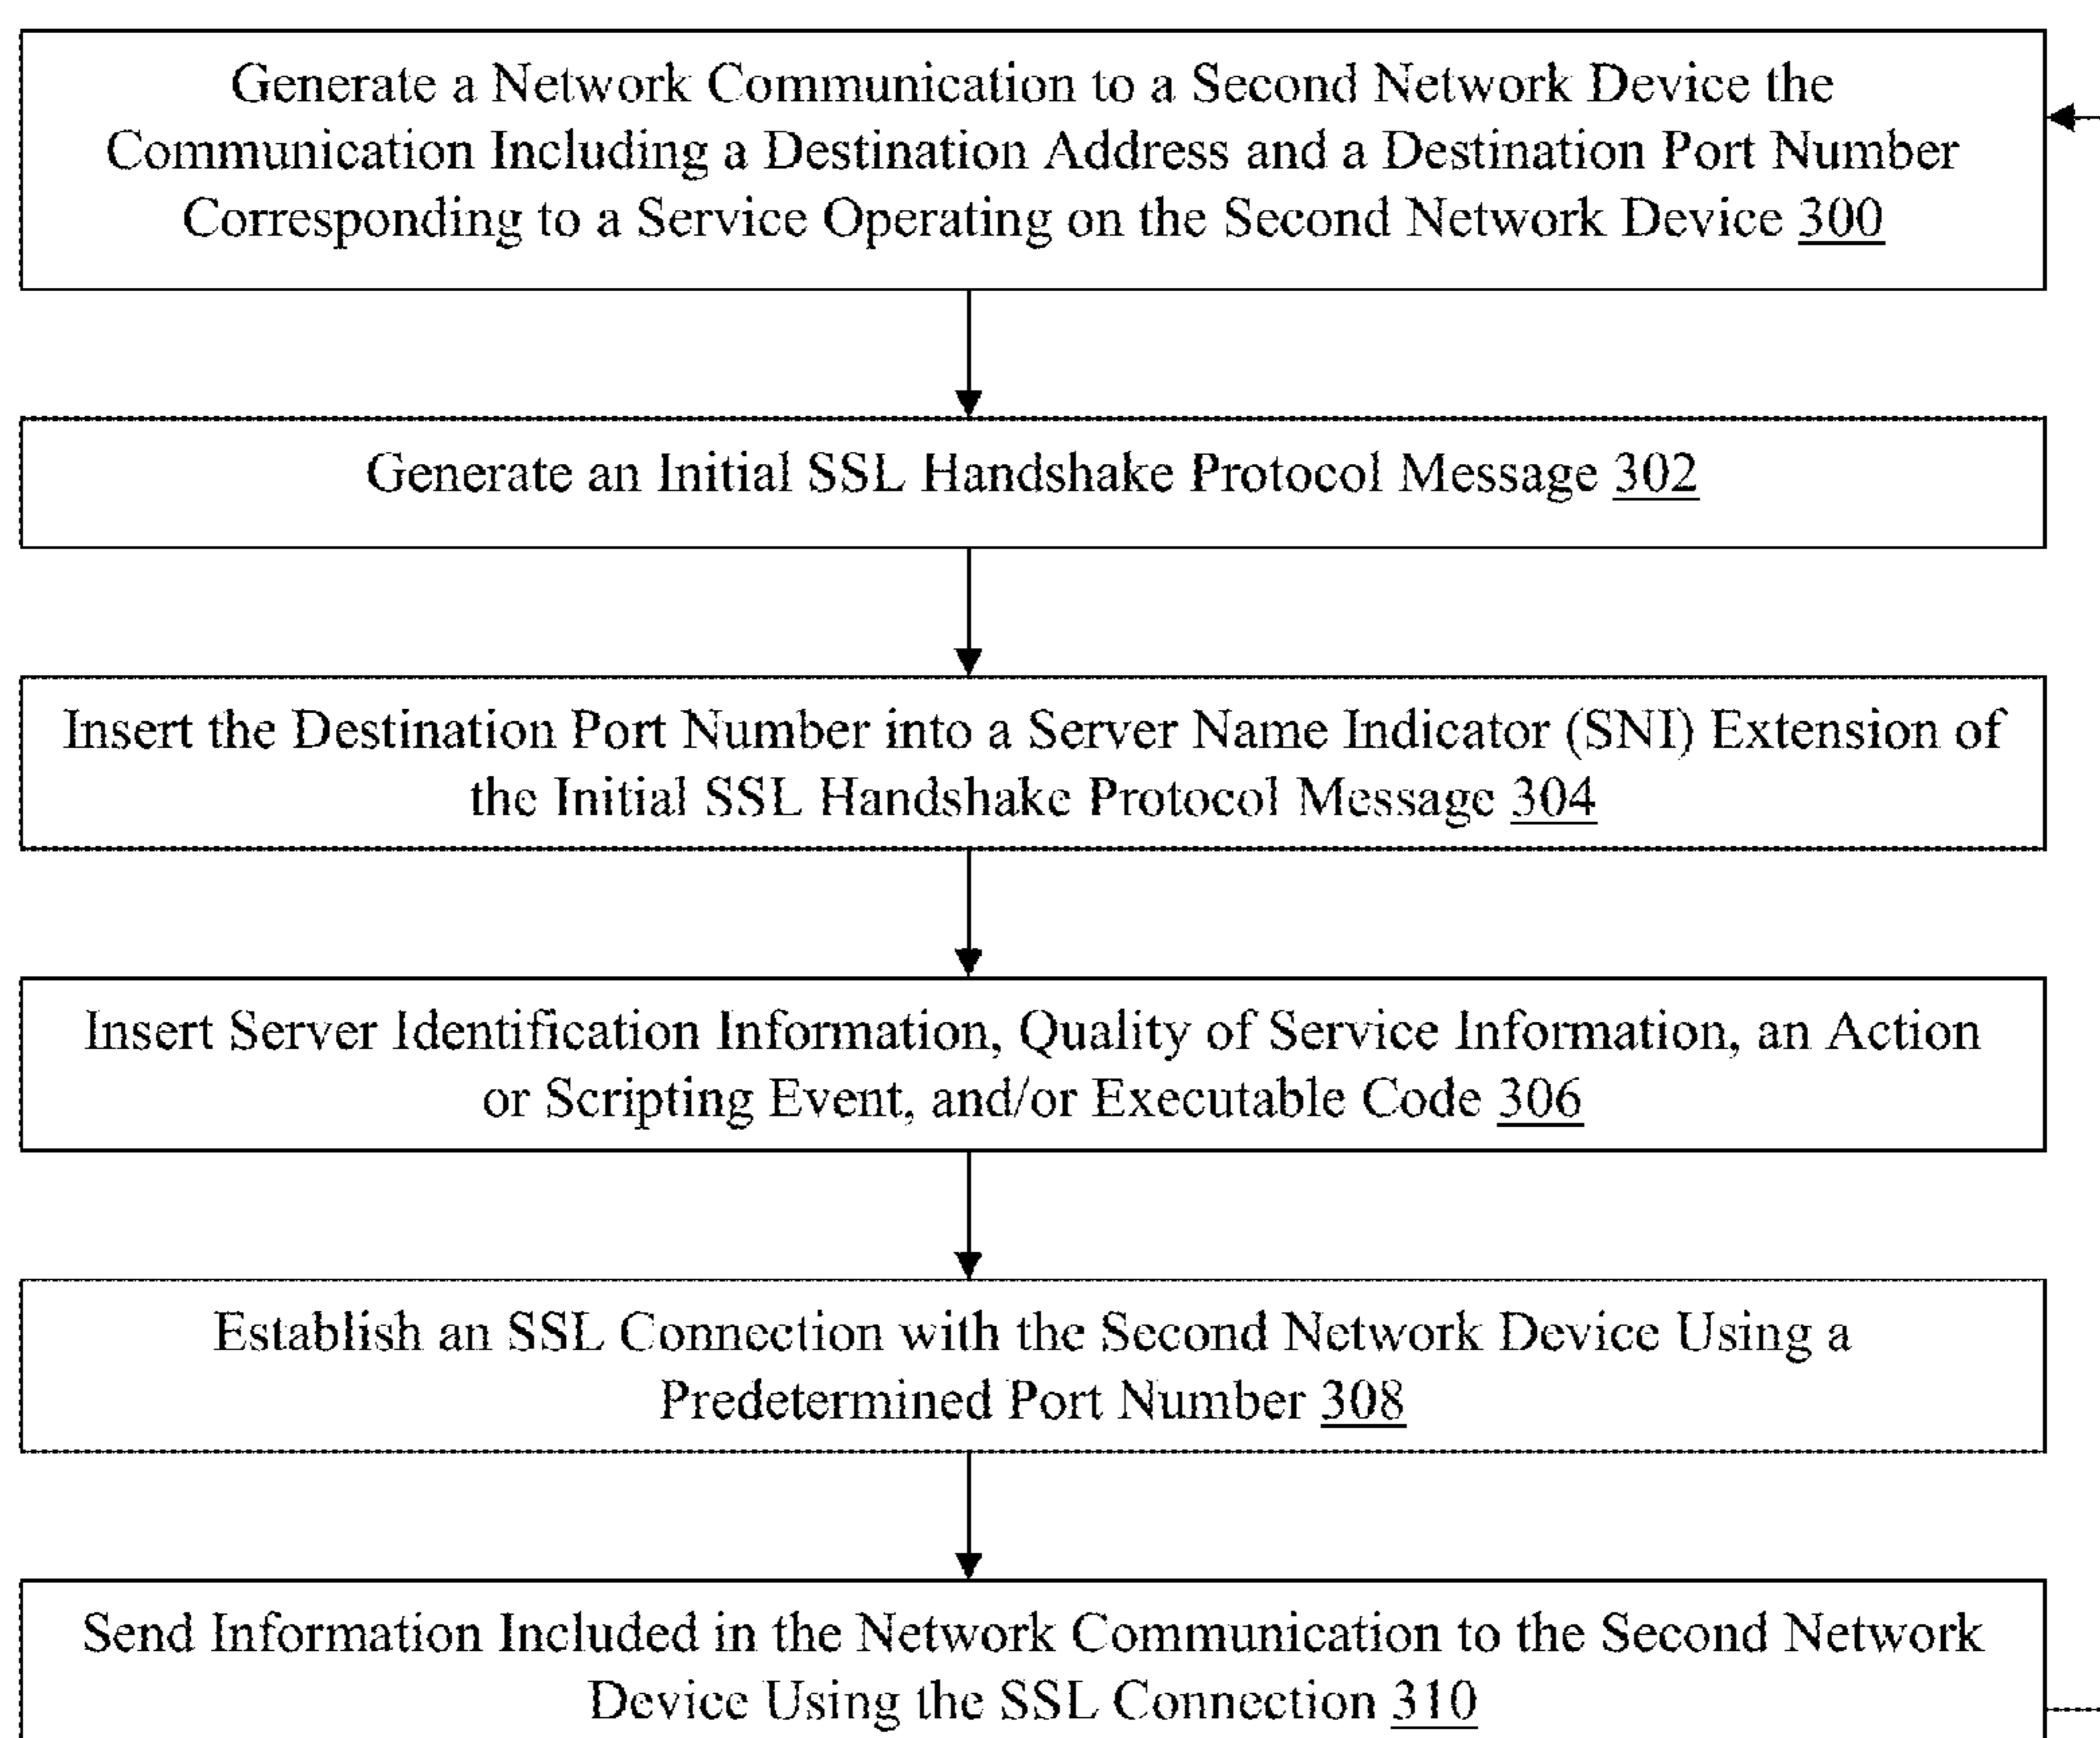 Generate a Network Communication to a Second Network Device the
Communication Including a Destination Address and a Destination Port Number
Corresponding to a Service Operating on the Second Network Device 300
Generate an Initial SSL Handshake Protocol Message 302
Insert the Destination Port Number into a Server Name Indicator (SNI) Extension of
the Initial SSL Handshake Protocol Message 304
Insert Server Identification Information, Quality of Service Information, an Action
or Scripting Event, and/or Executable Code 306
Establish an SSL Connection with the Second Network Device Using a
Predetermined Port Number 308
Send Information Included in the Network Communication to the Second Network
Device Using the SSL Connection 310